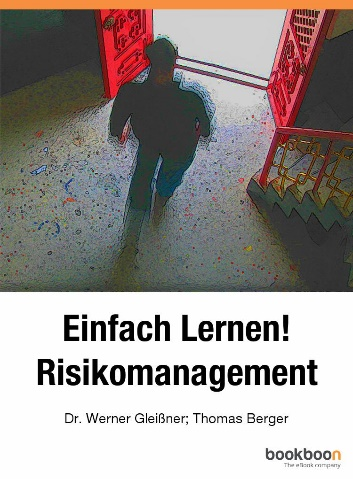 Einfach Lernen!
Risikomanagement
Dr. Werner Gleißner; Thomas Berger
bookboon
The eBook company